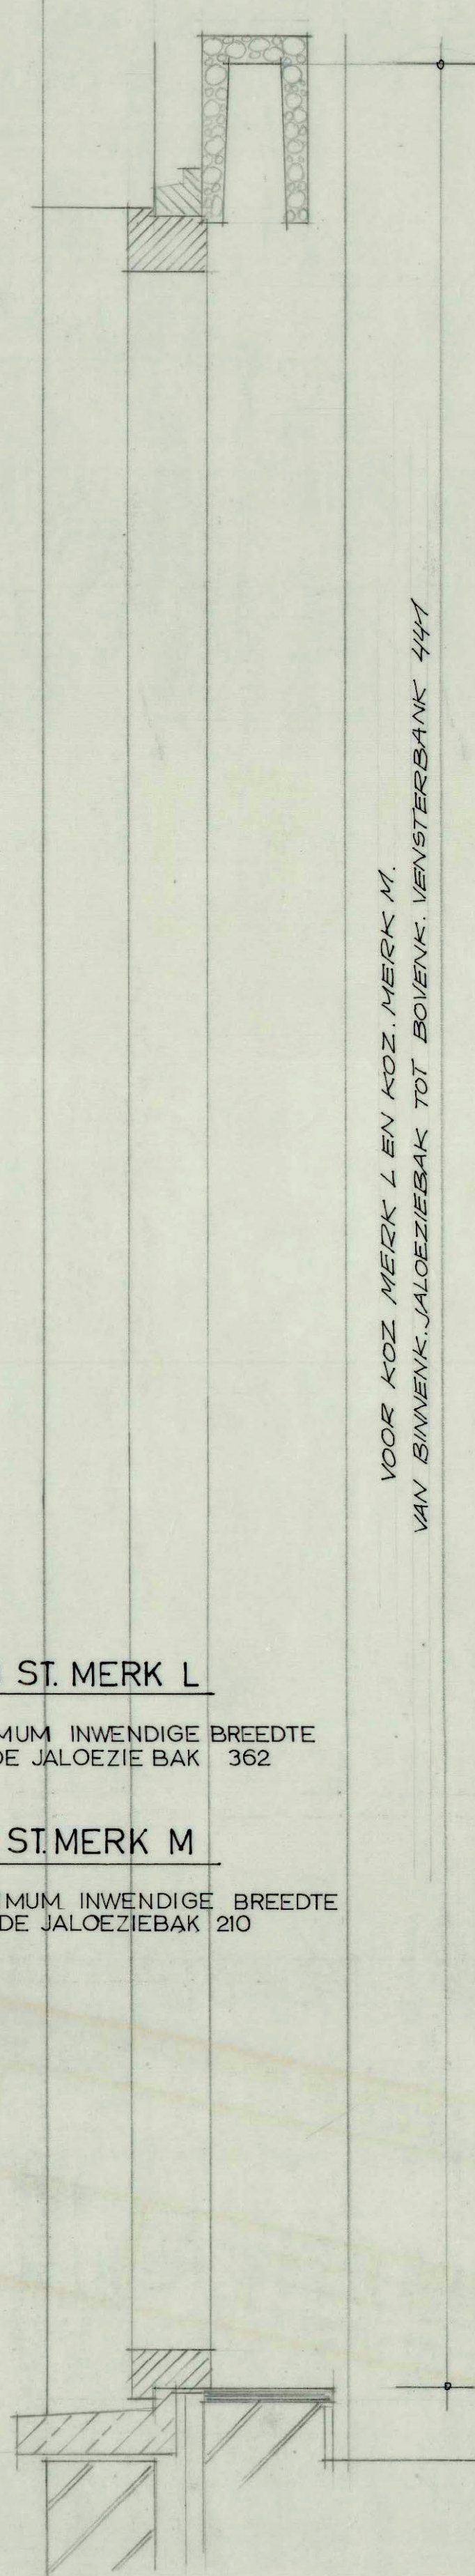 VOOR KOZ MERK L EN KOZ. MERK M.
VAN BINNENK. JALOEZIEBAK TOT BOVENK. VENSTERBANK 441
ST. MERK L
MUM INWENDIGE BREEDTE
DE JALOEZIE BAK 362
ST. MERK M
MUM INWENDIGE BREEDTE
DE JALOEZIEBAK 210